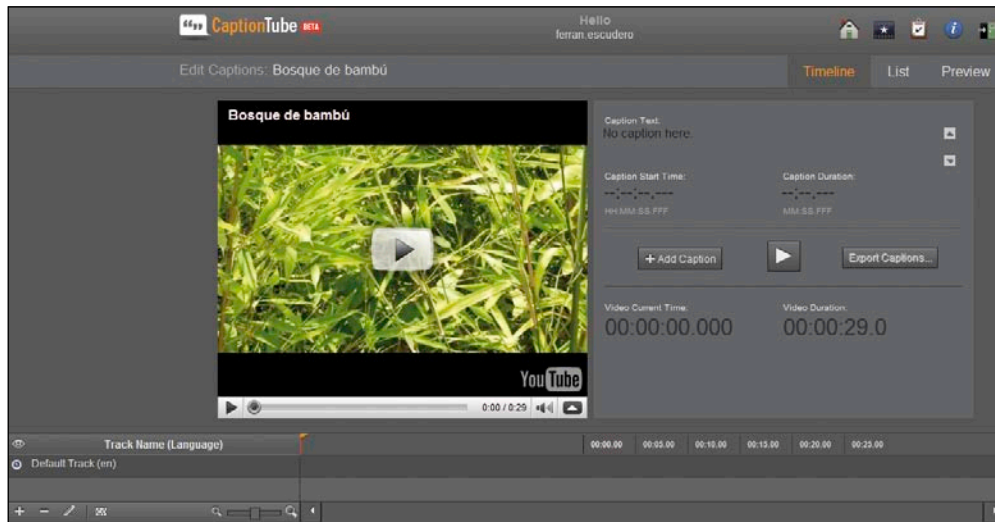 CaptionTube BETA
Hello
ferran.escudero
Edit Captions: Bosque de bambú
Timeline
List
Preview
Bosque de bambú
YouTube
0:00 / 0:29
Caption Text:
No caption here.
Caption Start Time:
Caption Duration:
--:--:--.---
--:--.---
HH:MM:SS.FFF
MM:SS.FFF
+ Add Caption
Export Captions...
Video Current Time:
Video Duration:
00:00:00.000
00:00:29.0
Track Name (Language)
00:00.00 00:05.00 00:10.00 00:15.00 00:20.00 00:25.00
Default Track (en)